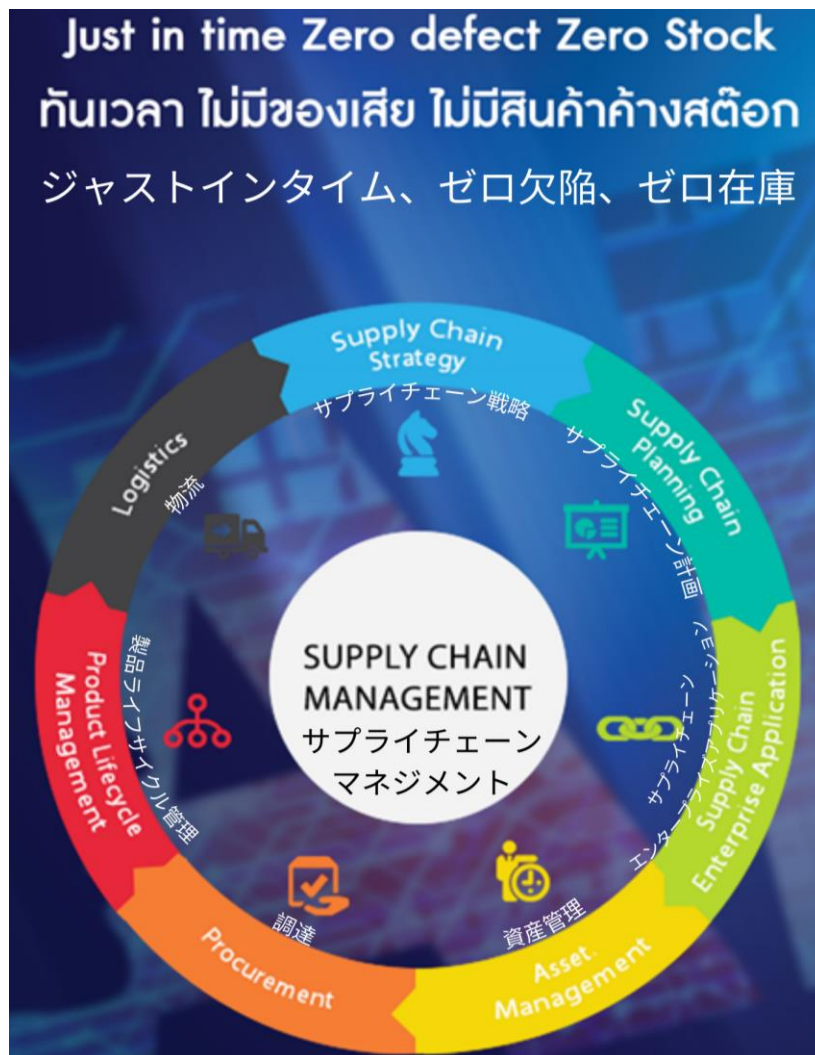 Just in time Zero defect Zero Stock
ทันเวลา ไม่มีของเสีย ไม่มีสินค้าค้างสต๊อก
ジャストインタイム、ゼロ欠陥、ゼロ在庫
Supply Chain
Strategy
サプライチェーン戦略
Supply Chain
Planning
サプライチェーン計画
Supply Chain
Enterprise Application
サプライチェーン
エンタープライズアプリケーション
Asset.
Management
資産管理
Procurement
調達
Product Lifecycle
Management
製品ライフサイクル管理
Logistics
物流
SUPPLY CHAIN
MANAGEMENT
サプライチェーン
マネジメント